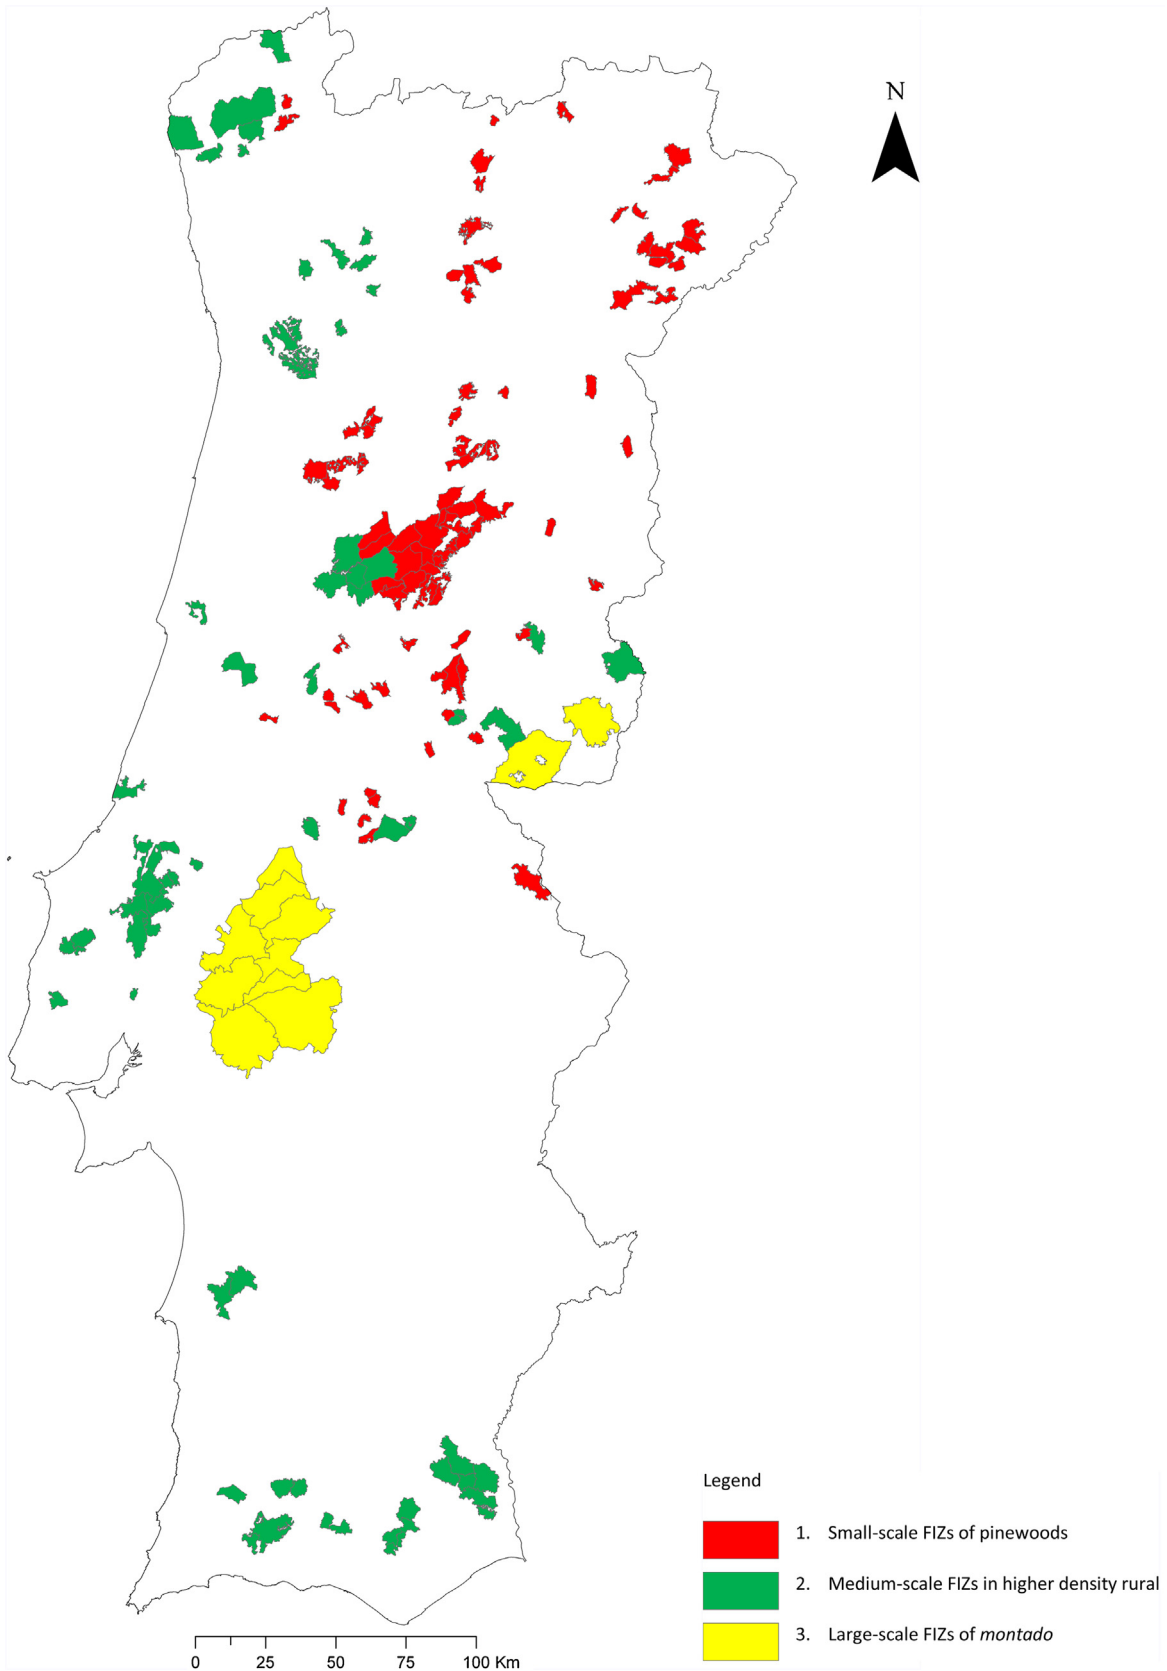 N
Legend
1. Small-scale FIZs of pinewoods
2. Medium-scale FIZs in higher density rural
3. Large-scale FIZs of montado
0 25 50 75 100 Km